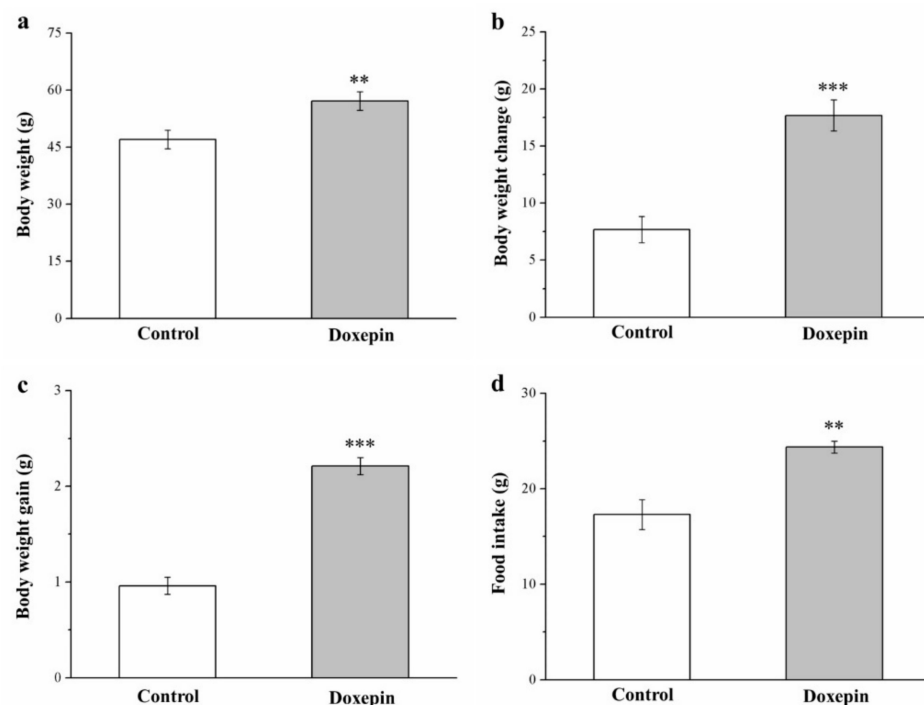 a
Body weight (g)
75
60
45
30
15
0
**
Control
Doxepin
b
Body weight change (g)
25
20
15
10
5
0
***
Control
Doxepin
c
Body weight gain (g)
3
2
1
0
***
Control
Doxepin
d
Food intake (g)
30
20
10
0
**
Control
Doxepin